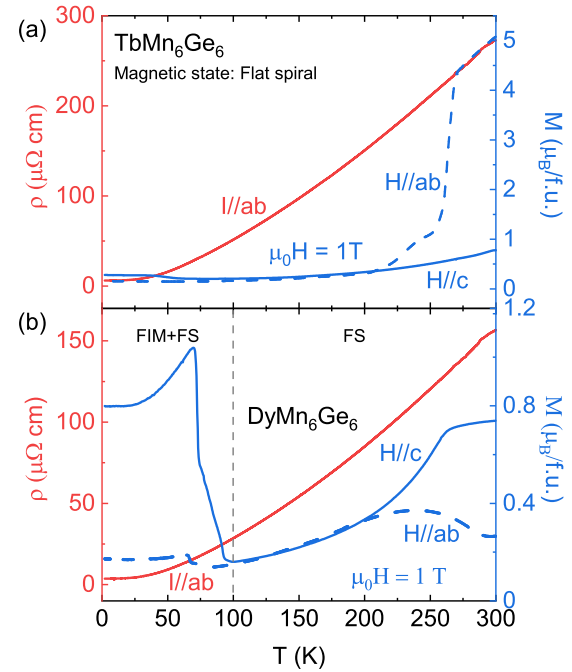 (a)
TbMn₆Ge₆
Magnetic state: Flat spiral
300
200
100
0
ρ (μΩ cm)
5
4
3
2
1
0
M (μ_B/f.u.)
I//ab
H//ab
μ₀H = 1T
H//c
(b)
FIM+FS
FS
DyMn₆Ge₆
150
100
50
0
ρ (μΩ cm)
1.2
0.8
0.4
0
M (μ_B/f.u.)
H//c
H//ab
I//ab
μ₀H = 1 T
0 50 100 150 200 250 300
T (K)